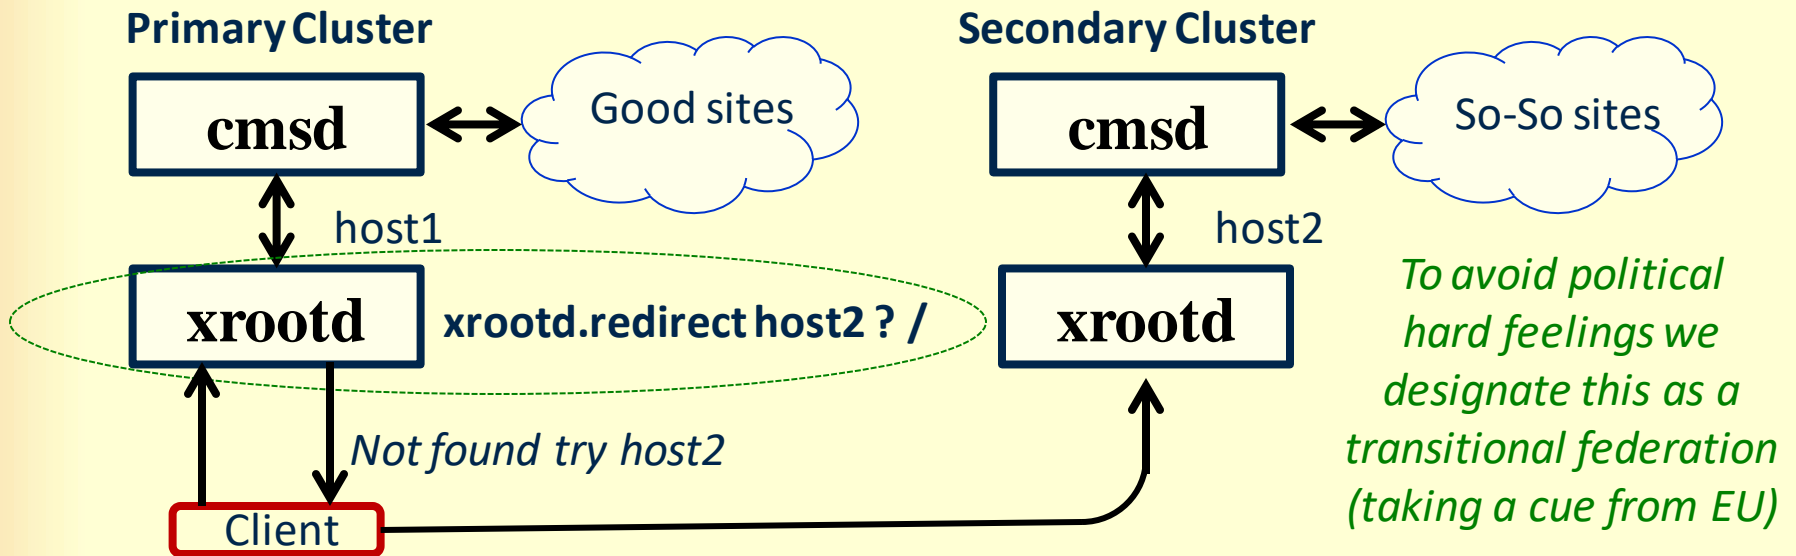 Primary Cluster
Secondary Cluster
cmsd
Good sites
cmsd
So-So sites
host1
host2
xrootd
xrootd.redirect host2 ? /
xrootd
Not found try host2
Client
To avoid political
hard feelings we
designate this as a
transitional federation
(taking a cue from EU)